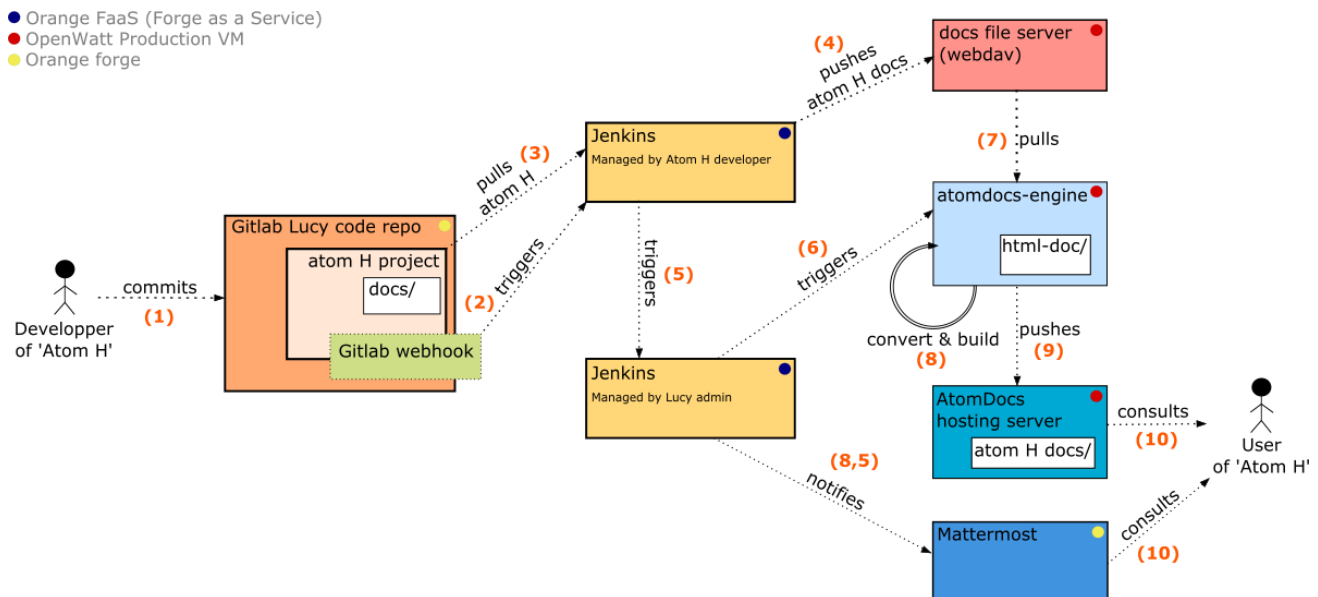 Orange FaaS (Forge as a Service)
OpenWatt Production VM
Orange forge
commits
(1)
Developper
of 'Atom H'
Gitlab Lucy code repo
atom H project
docs/
Gitlab webhook
(2)
triggers
(3)
pulls
atom H
Jenkins
Managed by Atom H developer
(4)
pushes
atom H docs
docs file server
(webdav)
triggers
(5)
Jenkins
Managed by Lucy admin
(6)
triggers
(7)
pulls
atomdocs-engine
html-doc/
convert & build
(8)
pushes
(9)
(8,5)
notifies
AtomDocs
hosting server
atom H docs/
consults
(10)
Mattermost
consults
(10)
User
of 'Atom H'